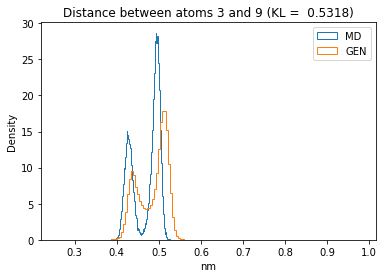 Distance between atoms 3 and 9 (KL =  0.5318)
MD
GEN
Density
30
25
20
15
10
5
0
0.3 0.4 0.5 0.6 0.7 0.8 0.9 1.0
nm